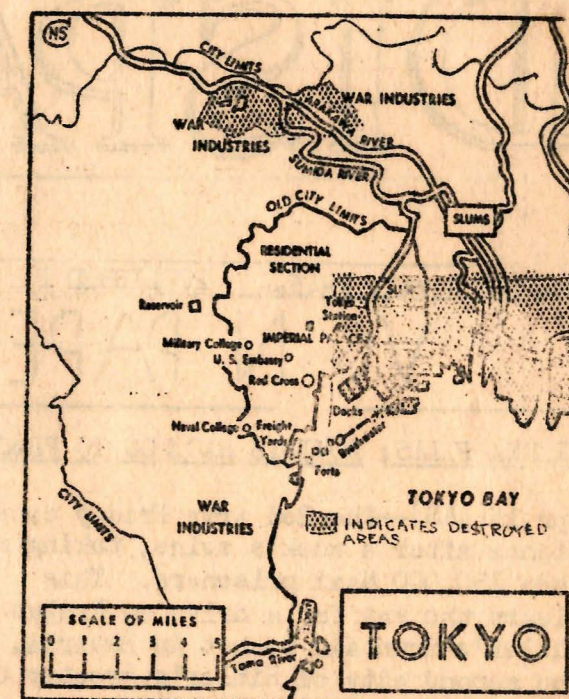 NS
CITY LIMITS
WAR INDUSTRIES
ARAKAWA RIVER
WAR
INDUSTRIES
SUMIDA RIVER
OLD CITY LIMITS
SLUMS
RESIDENTIAL
SECTION
Reservoir
Tokyo
Station
IMPERIAL PALACE
Military College
U. S. Embassy
Red Cross
Docks
Naval College
Freight
Yards
Breakwater
Forts
CITY LIMITS
WAR
INDUSTRIES
TOKYO BAY
INDICATES DESTROYED
AREAS
SCALE OF MILES
0 1 2 3 4 5
Tama River
TOKYO